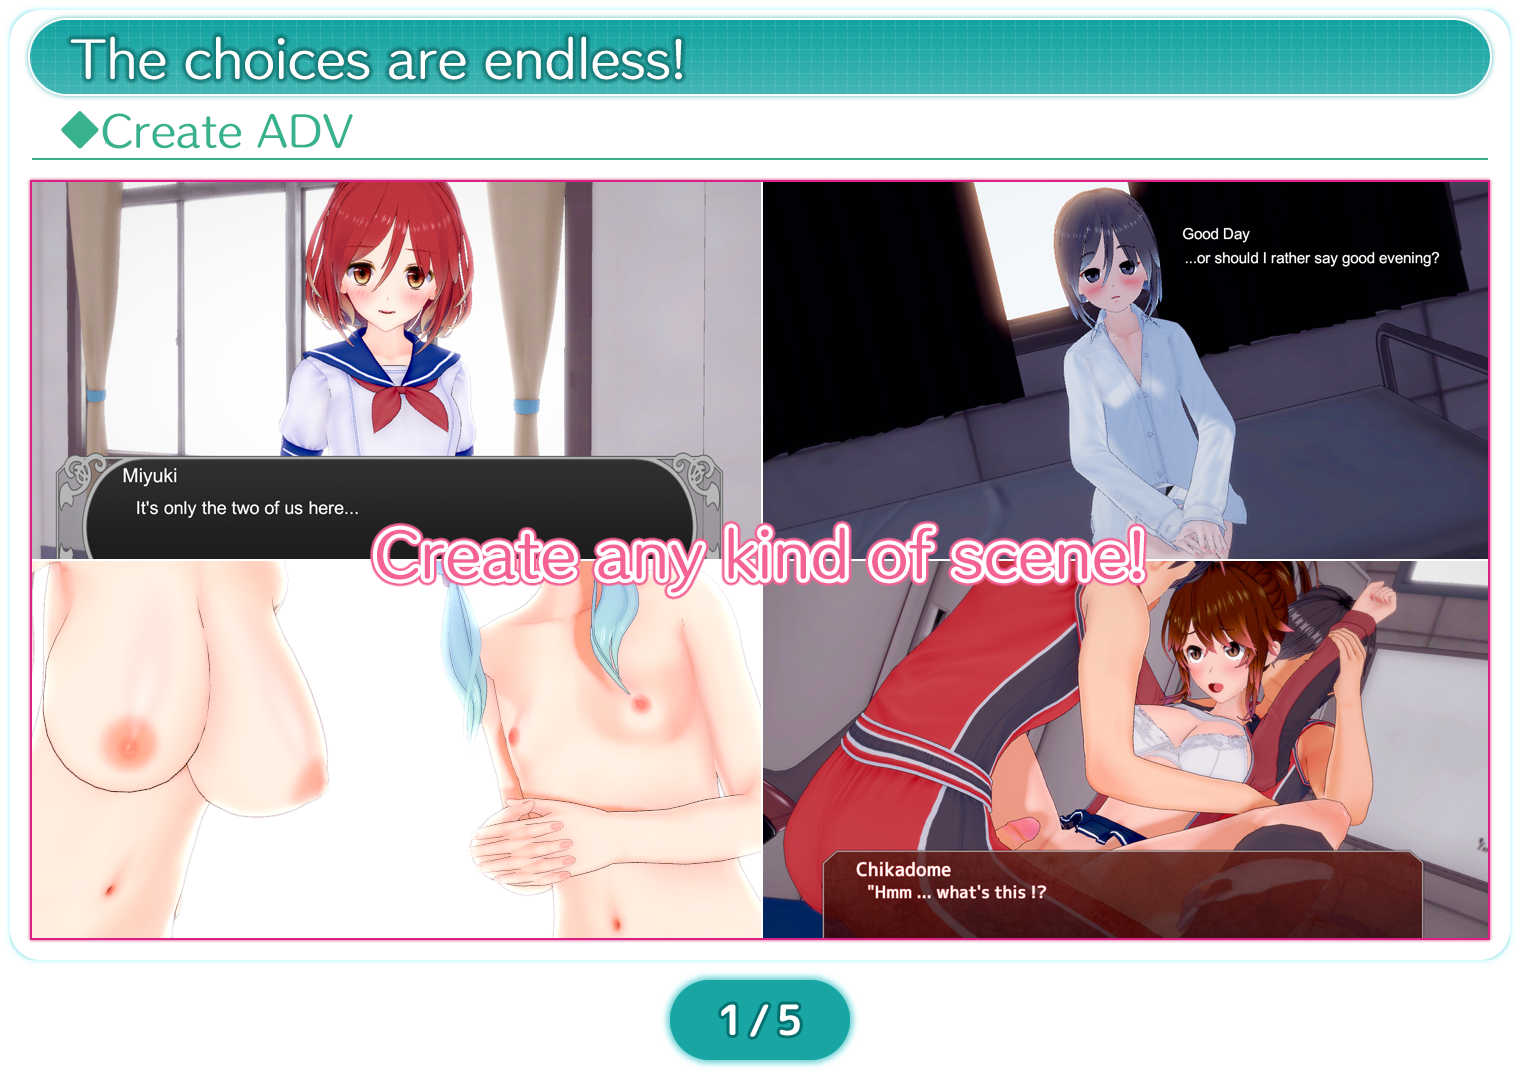 The choices are endless!
◆Create ADV
Good Day
...or should I rather say good evening?
Miyuki
It's only the two of us here...
Create any kind of scene!
Chikadome
"Hmm ... what's this !?
1/5